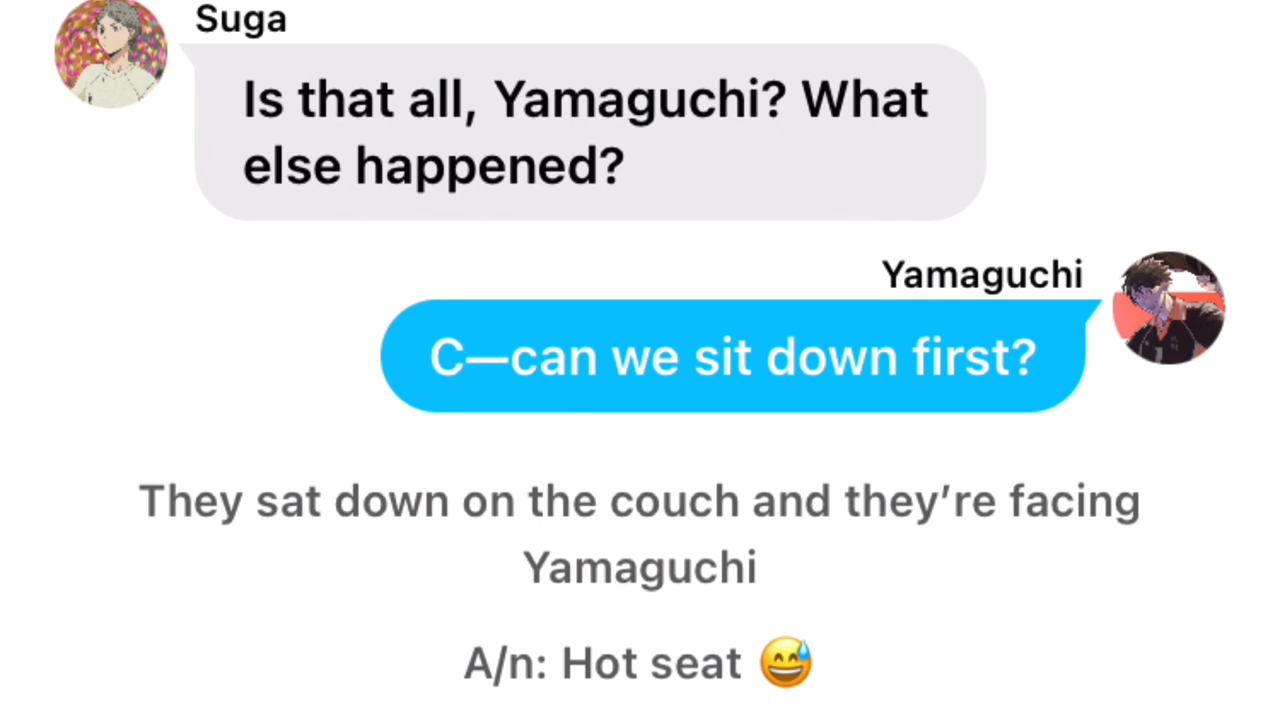 Suga
Is that all, Yamaguchi? What
else happened?
Yamaguchi
C—can we sit down first?
They sat down on the couch and they’re facing
Yamaguchi
A/n: Hot seat 😅